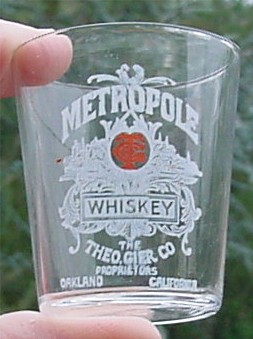 METROPOLE
WHISKEY
THE
THEO. GIER. CO
PROPRIETORS
OAKLAND CALIFORNIA